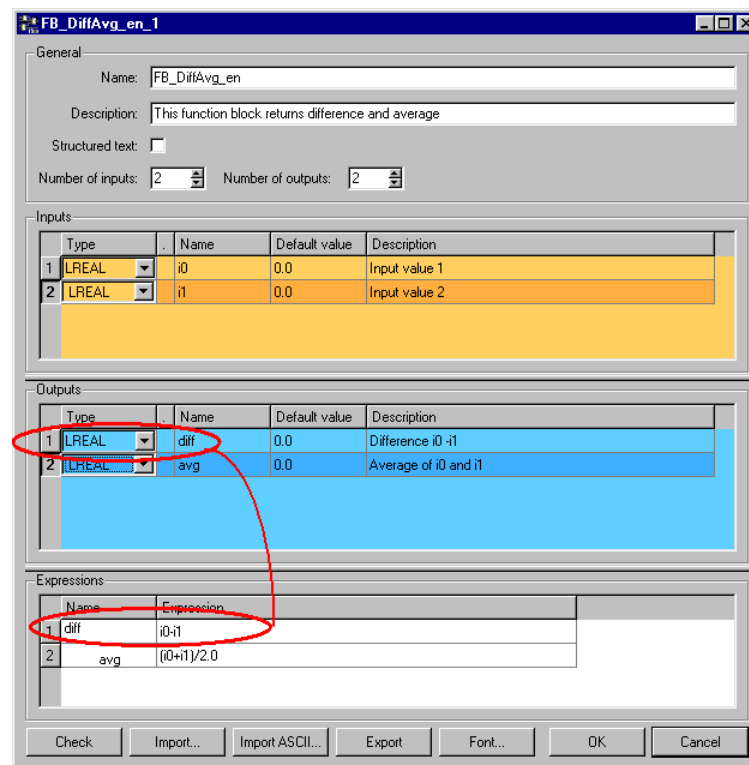 FB_DiffAvg_en_1
General
Name: FB_DiffAvg_en
Description: This function block returns difference and average
Structured text:
Number of inputs: 2 Number of outputs: 2
Inputs
Type . Name Default value Description
1 LREAL i0 0.0 Input value 1
2 LREAL i1 0.0 Input value 2
Outputs
Type . Name Default value Description
1 LREAL diff 0.0 Difference i0 -i1
2 LREAL avg 0.0 Average of i0 and i1
Expressions
Name Expression
1 diff i0-i1
2 avg (i0+i1)/2.0
Check Import... Import ASCII... Export Font... OK Cancel